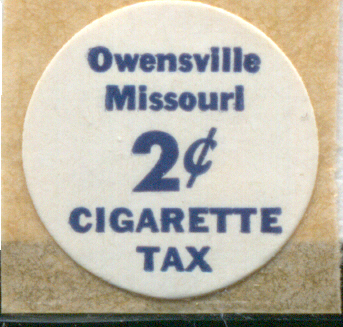 Owensville
Missouri
2¢
CIGARETTE
TAX